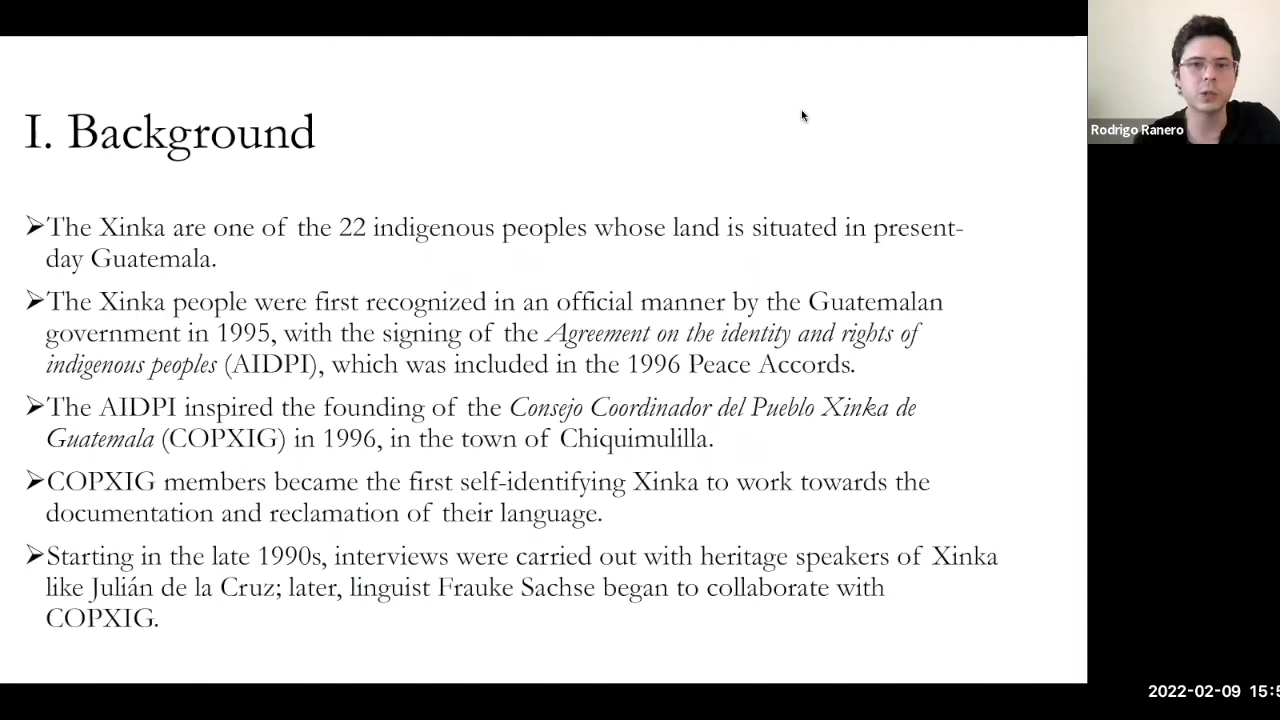 I. Background
➢The Xinka are one of the 22 indigenous peoples whose land is situated in present-
day Guatemala.
➢The Xinka people were first recognized in an official manner by the Guatemalan
government in 1995, with the signing of the Agreement on the identity and rights of
indigenous peoples (AIDPI), which was included in the 1996 Peace Accords.
➢The AIDPI inspired the founding of the Consejo Coordinador del Pueblo Xinka de
Guatemala (COPXIG) in 1996, in the town of Chiquimulilla.
➢COPXIG members became the first self-identifying Xinka to work towards the
documentation and reclamation of their language.
➢Starting in the late 1990s, interviews were carried out with heritage speakers of Xinka
like Julián de la Cruz; later, linguist Frauke Sachse began to collaborate with
COPXIG.
Rodrigo Ranero
2022-02-09 15:5